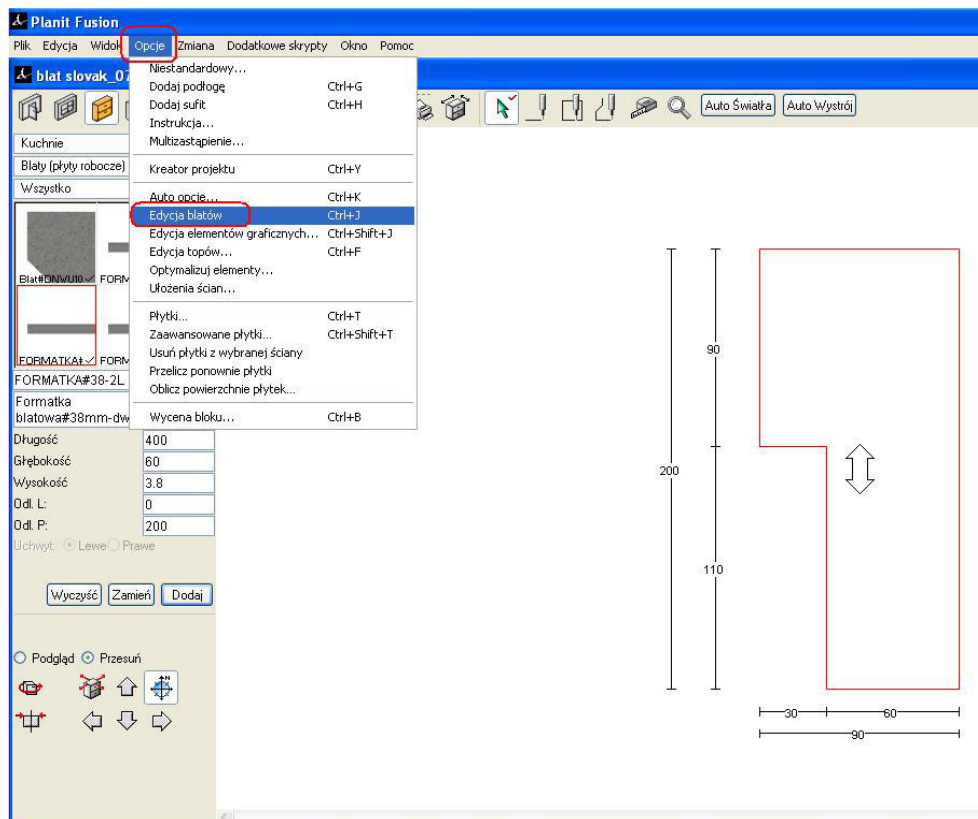 Planit Fusion
Plik Edycja Widok Opcje Zmiana Dodatkowe skrypty Okno Pomoc
blat slovak_07
Auto Światła Auto Wystrój
Niestandardowy...
Dodaj podłogę Ctrl+G
Dodaj sufit Ctrl+H
Instrukcja...
Multizastąpienie...
Kreator projektu Ctrl+Y
Auto opcje... Ctrl+K
Edycja blatów Ctrl+J
Edycja elementów graficznych... Ctrl+Shift+J
Edycja topów... Ctrl+F
Optymalizuj elementy...
Ułożenia ścian...
Płytki... Ctrl+T
Zaawansowane płytki... Ctrl+Shift+T
Usuń płytki z wybranej ściany
Przelicz ponownie płytki
Oblicz powierzchnie płytek...
Wycena bloku... Ctrl+B
Kuchnie
Blaty (płyty robocze)
Wszystko
Blat#DNWU10 FORM
FORMATKA# FORM
FORMATKA#38-2L
Formatka
blatowa#38mm-dw
Długość 400
Głębokość 60
Wysokość 3.8
Odl. L: 0
Odl. P: 200
Uchwyt: Lewe Prawe
Wyczyść Zamień Dodaj
Podgląd Przesuń
N
90
200
110
30 60
90